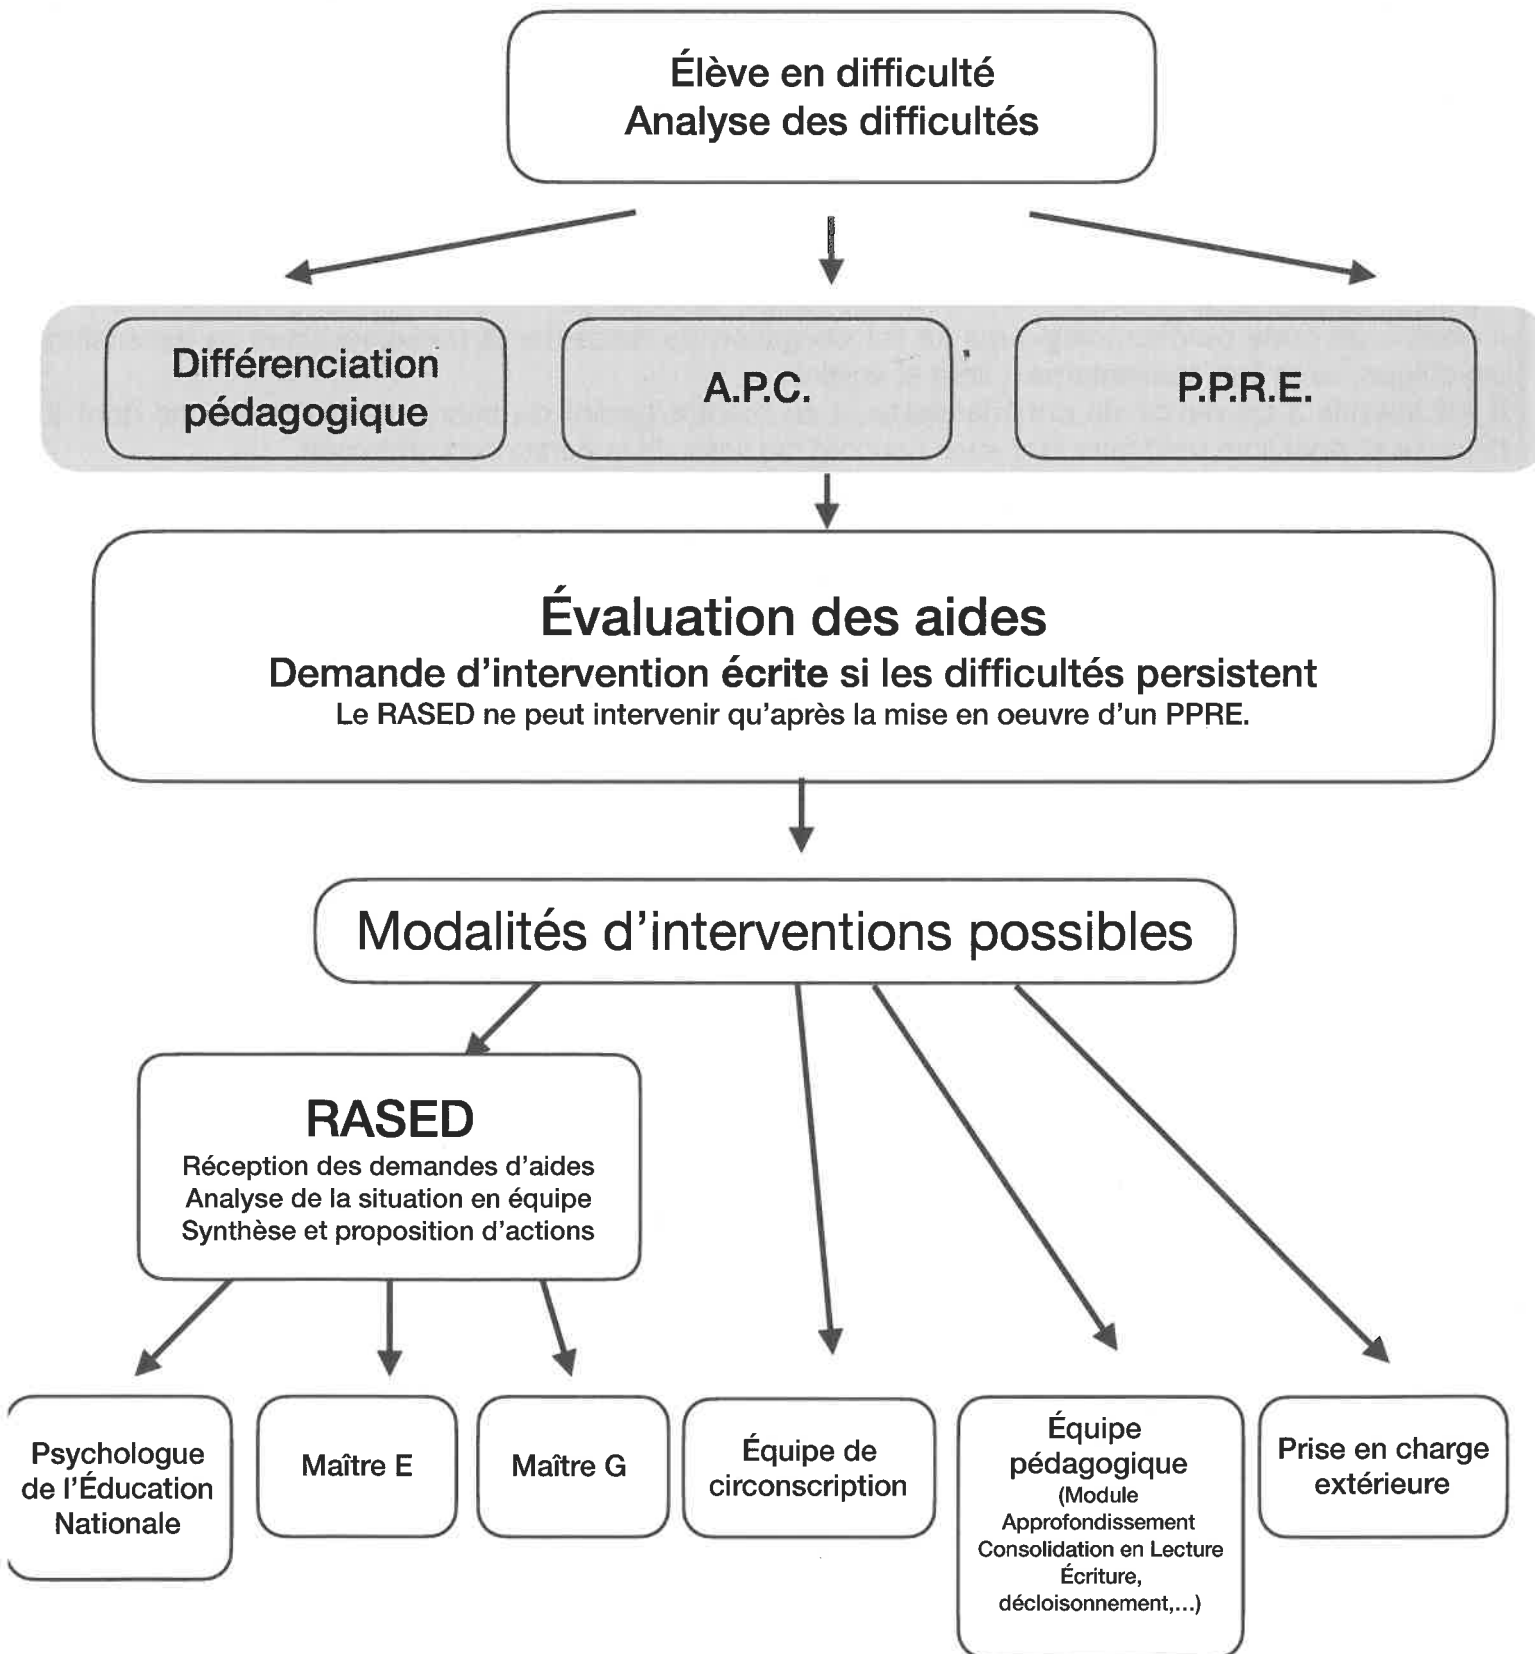 Élève en difficulté
Analyse des difficultés
Différenciation
pédagogique
A.P.C.
P.P.R.E.
Évaluation des aides
Demande d'intervention écrite si les difficultés persistent
Le RASED ne peut intervenir qu'après la mise en oeuvre d'un PPRE.
Modalités d'interventions possibles
RASED
Réception des demandes d'aides
Analyse de la situation en équipe
Synthèse et proposition d'actions
Psychologue
de l'Éducation
Nationale
Maître E
Maître G
Équipe de
circonscription
Équipe
pédagogique
(Module
Approfondissement
Consolidation en Lecture
Écriture,
décloisonnement,...)
Prise en charge
extérieure